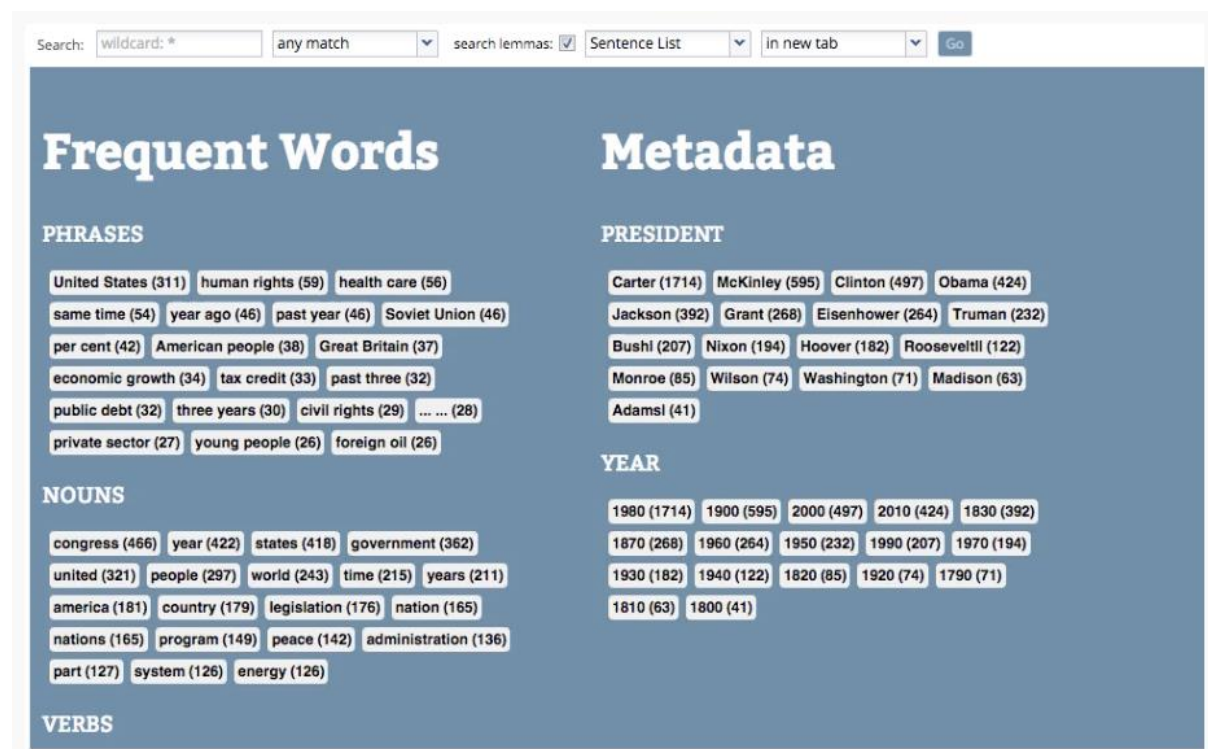 Search: wildcard: * any match search lemmas: Sentence List in new tab Go
Frequent Words
PHRASES
United States (311) human rights (59) health care (56)
same time (54) year ago (46) past year (46) Soviet Union (46)
per cent (42) American people (38) Great Britain (37)
economic growth (34) tax credit (33) past three (32)
public debt (32) three years (30) civil rights (29) ... ... (28)
private sector (27) young people (26) foreign oil (26)
NOUNS
congress (466) year (422) states (418) government (362)
united (321) people (297) world (243) time (215) years (211)
america (181) country (179) legislation (176) nation (165)
nations (165) program (149) peace (142) administration (136)
part (127) system (126) energy (126)
VERBS
Metadata
PRESIDENT
Carter (1714) McKinley (595) Clinton (497) Obama (424)
Jackson (392) Grant (268) Eisenhower (264) Truman (232)
BushI (207) Nixon (194) Hoover (182) RooseveltII (122)
Monroe (85) Wilson (74) Washington (71) Madison (63)
AdamsI (41)
YEAR
1980 (1714) 1900 (595) 2000 (497) 2010 (424) 1830 (392)
1870 (268) 1960 (264) 1950 (232) 1990 (207) 1970 (194)
1930 (182) 1940 (122) 1820 (85) 1920 (74) 1790 (71)
1810 (63) 1800 (41)